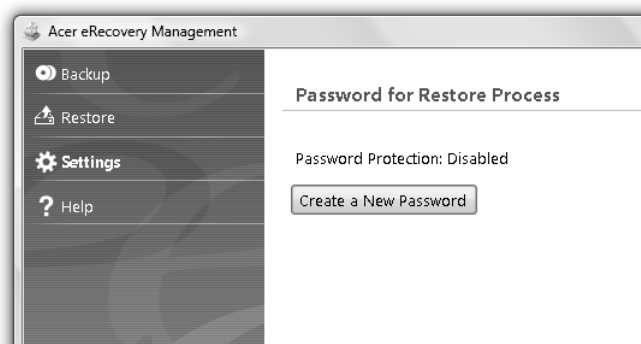 Acer eRecovery Management
Backup
Restore
Settings
Help
Password for Restore Process
Password Protection: Disabled
Create a New Password